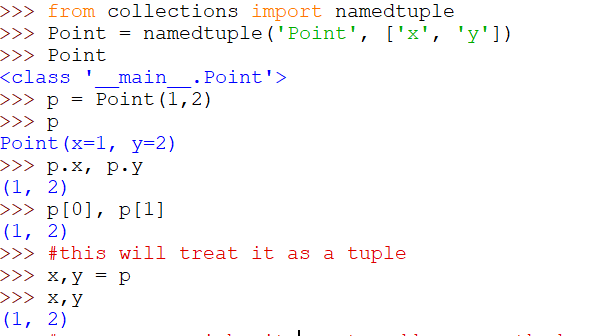 >>> from collections import namedtuple
>>> Point = namedtuple('Point', ['x', 'y'])
>>> Point
<class '__main__.Point'>
>>> p = Point(1,2)
>>> p
Point(x=1, y=2)
>>> p.x, p.y
(1, 2)
>>> p[0], p[1]
(1, 2)
>>> #this will treat it as a tuple
>>> x,y = p
>>> x,y
(1, 2)